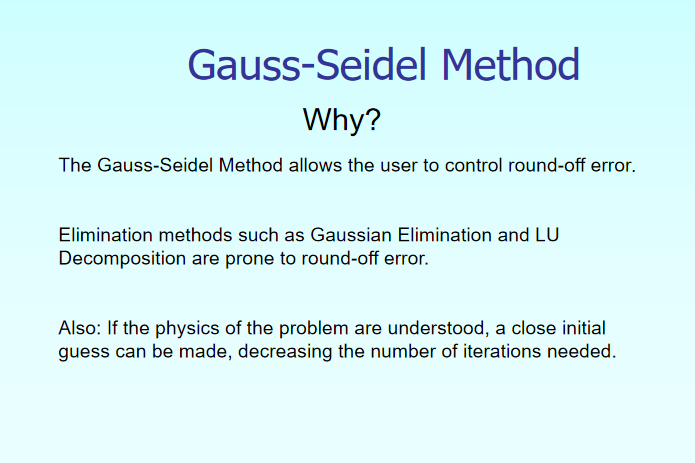 Gauss-Seidel Method
Why?
The Gauss-Seidel Method allows the user to control round-off error.
Elimination methods such as Gaussian Elimination and LU
Decomposition are prone to round-off error.
Also: If the physics of the problem are understood, a close initial
guess can be made, decreasing the number of iterations needed.